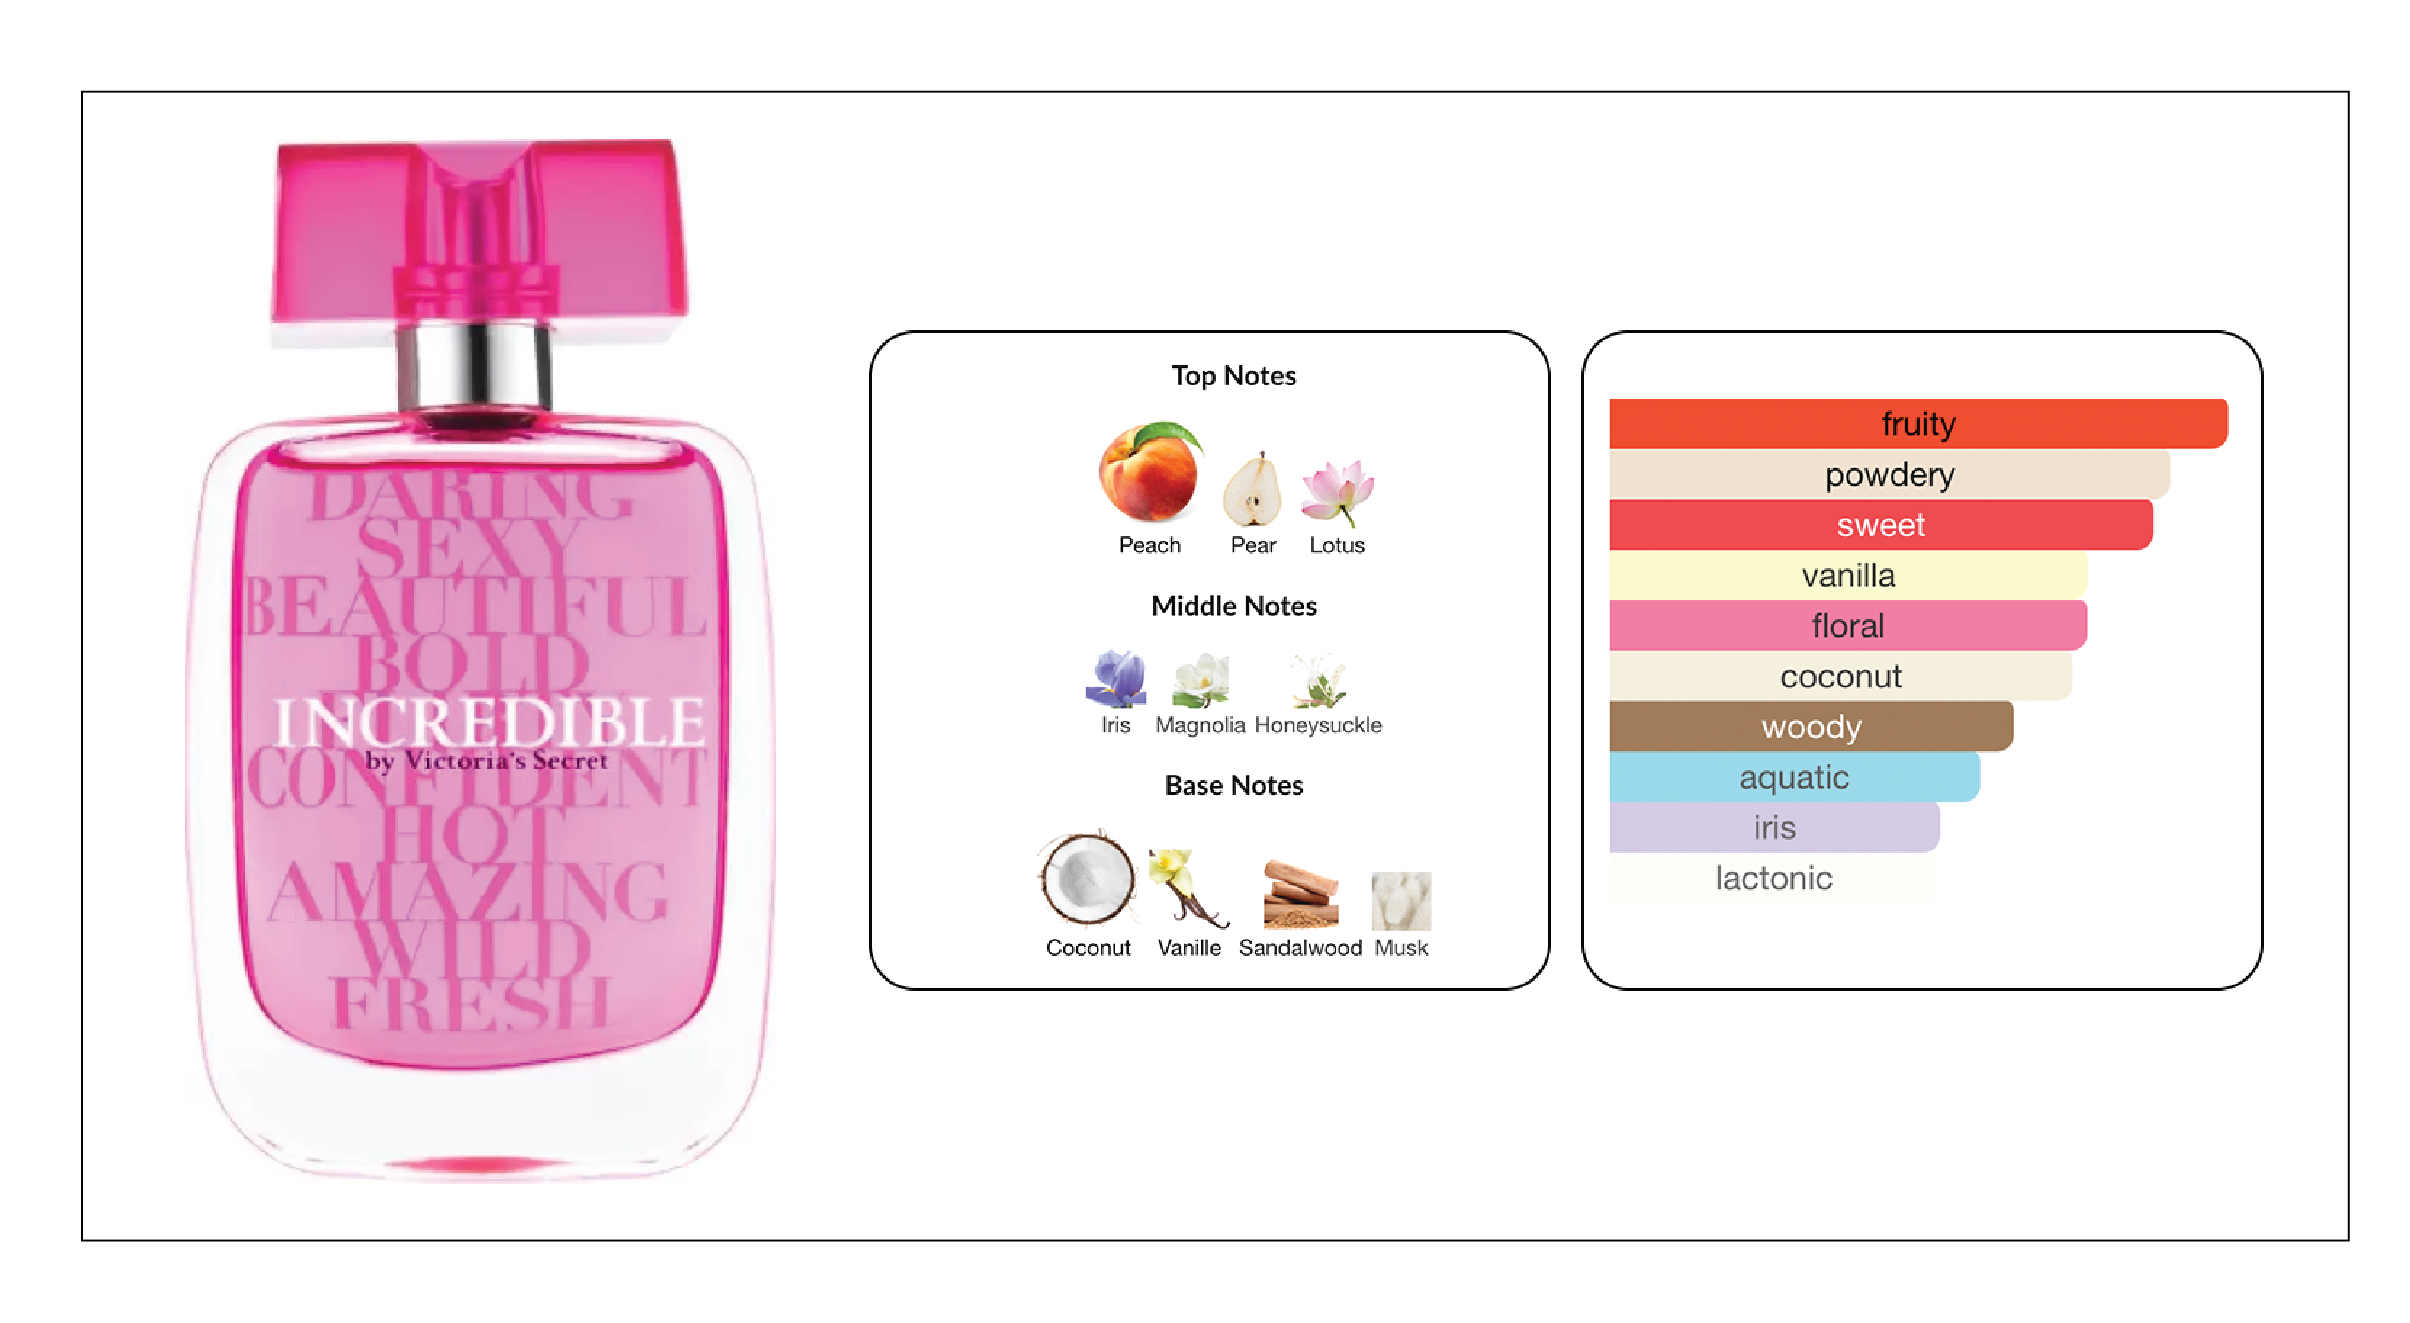 DARING
SEXY
BEAUTIFUL
BOLD
INCREDIBLE
by Victoria's Secret
CONFIDENT
HOT
AMAZING
WILD
FRESH
Top Notes
Peach Pear Lotus
Middle Notes
Iris Magnolia Honeysuckle
Base Notes
Coconut Vanille Sandalwood Musk
fruity
powdery
sweet
vanilla
floral
coconut
woody
aquatic
iris
lactonic